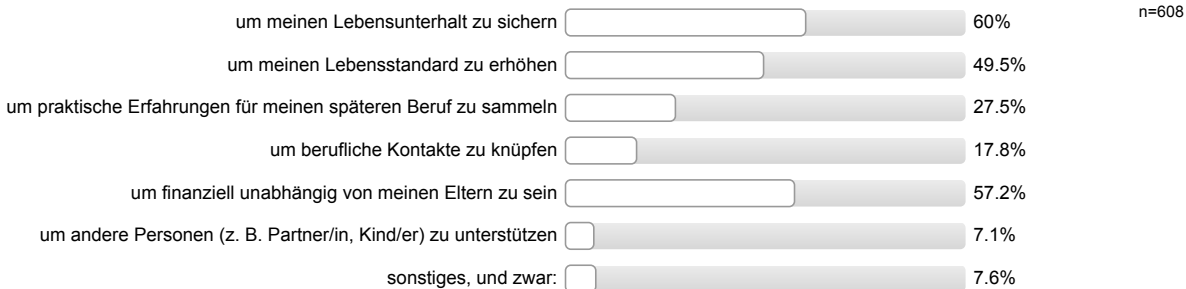 um meinen Lebensunterhalt zu sichern 60% n=608
um meinen Lebensstandard zu erhöhen 49.5%
um praktische Erfahrungen für meinen späteren Beruf zu sammeln 27.5%
um berufliche Kontakte zu knüpfen 17.8%
um finanziell unabhängig von meinen Eltern zu sein 57.2%
um andere Personen (z. B. Partner/in, Kind/er) zu unterstützen 7.1%
sonstiges, und zwar: 7.6%